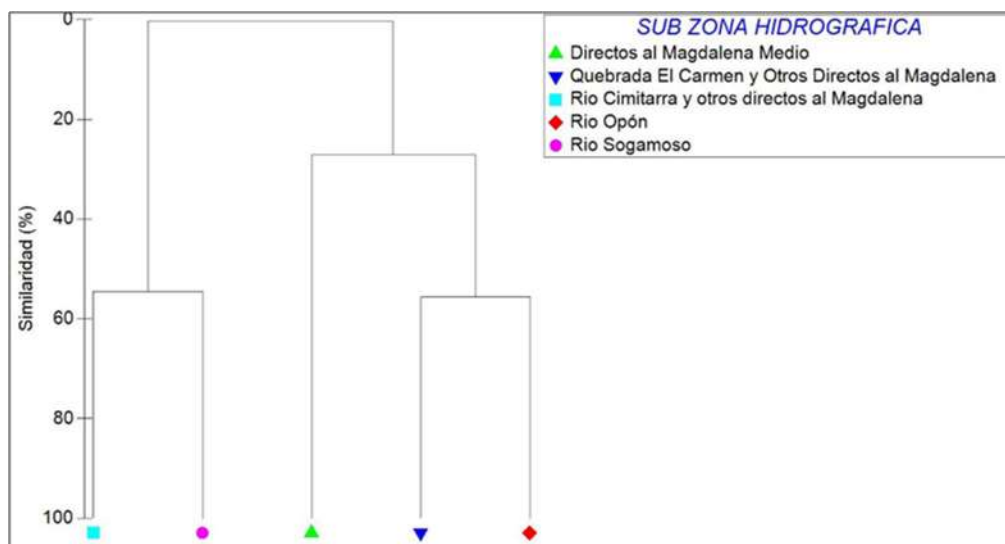 SUB ZONA HIDROGRAFICA
Directos al Magdalena Medio
Quebrada El Carmen y Otros Directos al Magdalena
Rio Cimitarra y otros directos al Magdalena
Rio Opón
Rio Sogamoso
Similaridad (%)
0
20
40
60
80
100